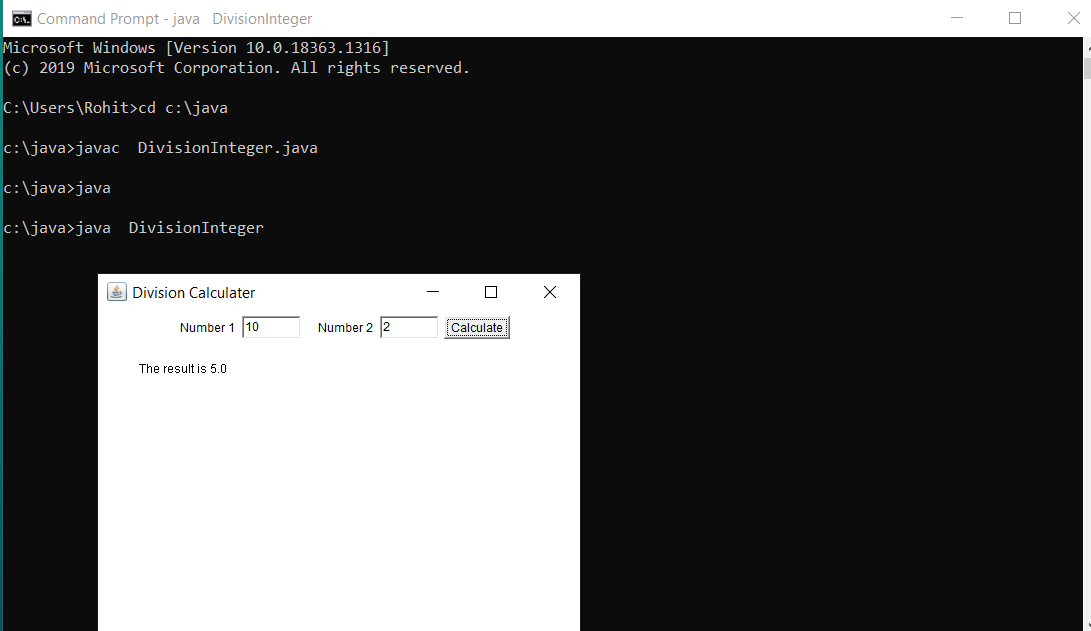 Command Prompt - java   DivisionInteger
Microsoft Windows [Version 10.0.18363.1316]
(c) 2019 Microsoft Corporation. All rights reserved.
C:\Users\Rohit>cd c:\java
c:\java>javac  DivisionInteger.java
c:\java>java
c:\java>java  DivisionInteger
Division Calculater
Number 1 10 Number 2 2 Calculate
The result is 5.0